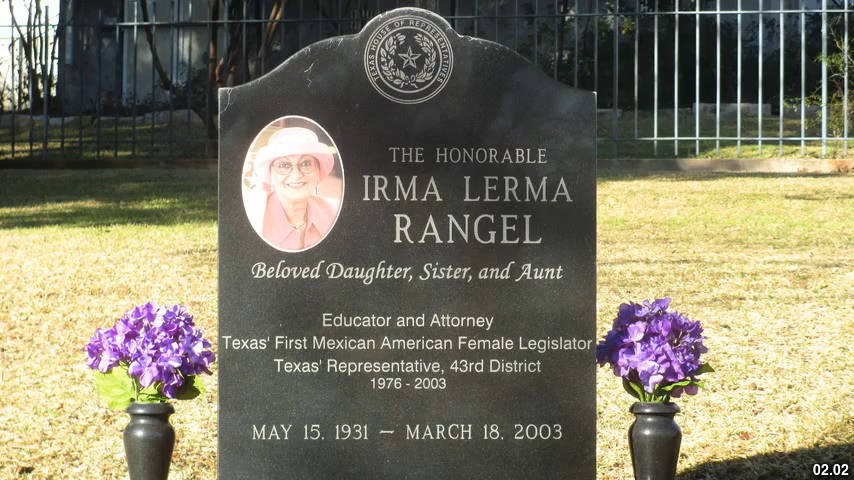 TEXAS HOUSE OF REPRESENTATIVES
THE HONORABLE
IRMA LERMA
RANGEL
Beloved Daughter, Sister, and Aunt
Educator and Attorney
Texas' First Mexican American Female Legislator
Texas' Representative, 43rd District
1976 - 2003
MAY 15, 1931 – MARCH 18, 2003
02.02